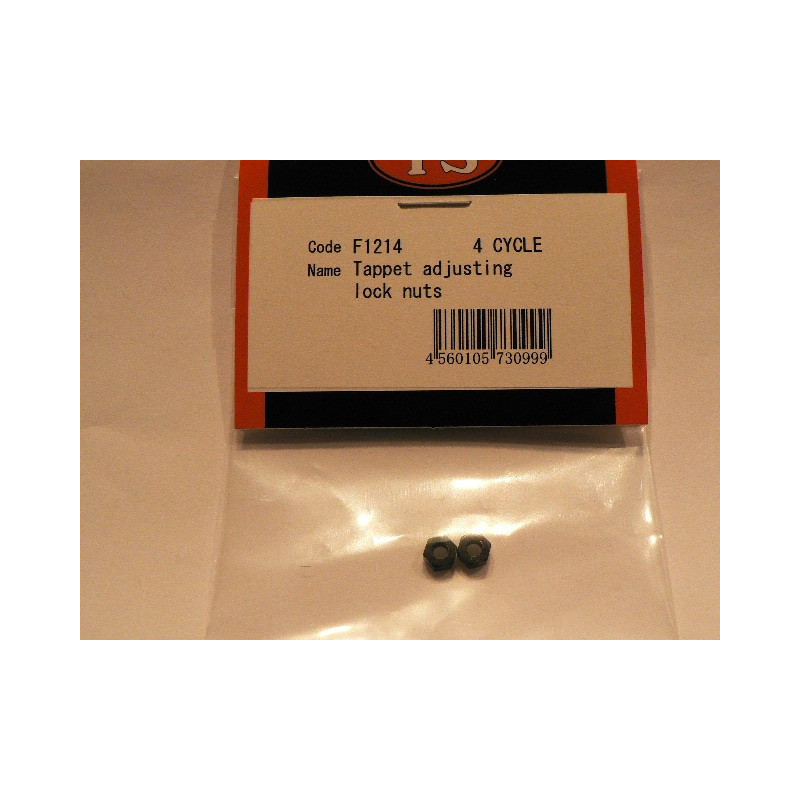 Code F1214 4 CYCLE
Name Tappet adjusting
lock nuts
4 560105 730999